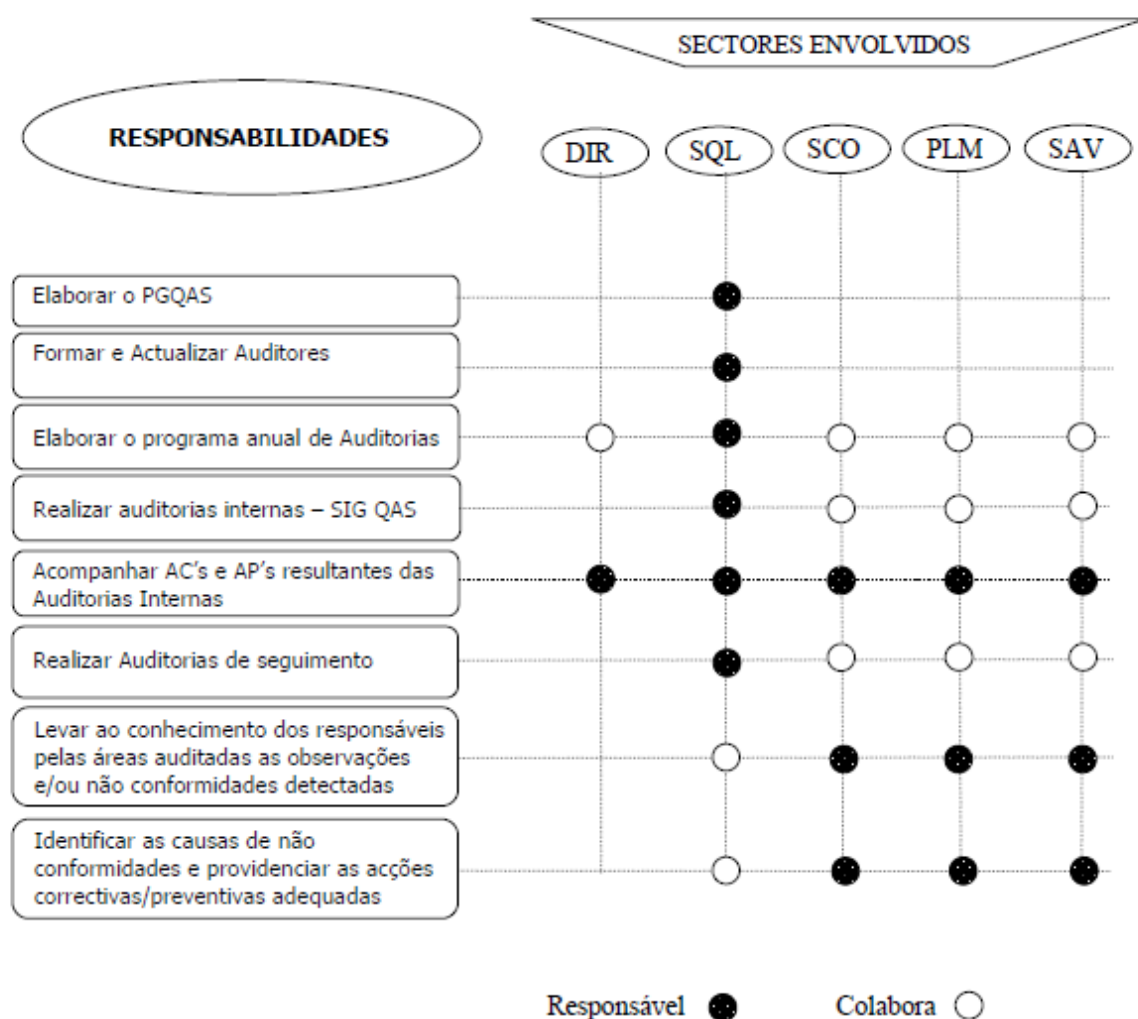 SECTORES ENVOLVIDOS
RESPONSABILIDADES
DIR SQL SCO PLM SAV
Elaborar o PGQAS
Formar e Actualizar Auditores
Elaborar o programa anual de Auditorias
Realizar auditorias internas – SIG QAS
Acompanhar AC’s e AP’s resultantes das
Auditorias Internas
Realizar Auditorias de seguimento
Levar ao conhecimento dos responsáveis
pelas áreas auditadas as observações
e/ou não conformidades detectadas
Identificar as causas de não
conformidades e providenciar as acções
correctivas/preventivas adequadas
Responsável Colabora